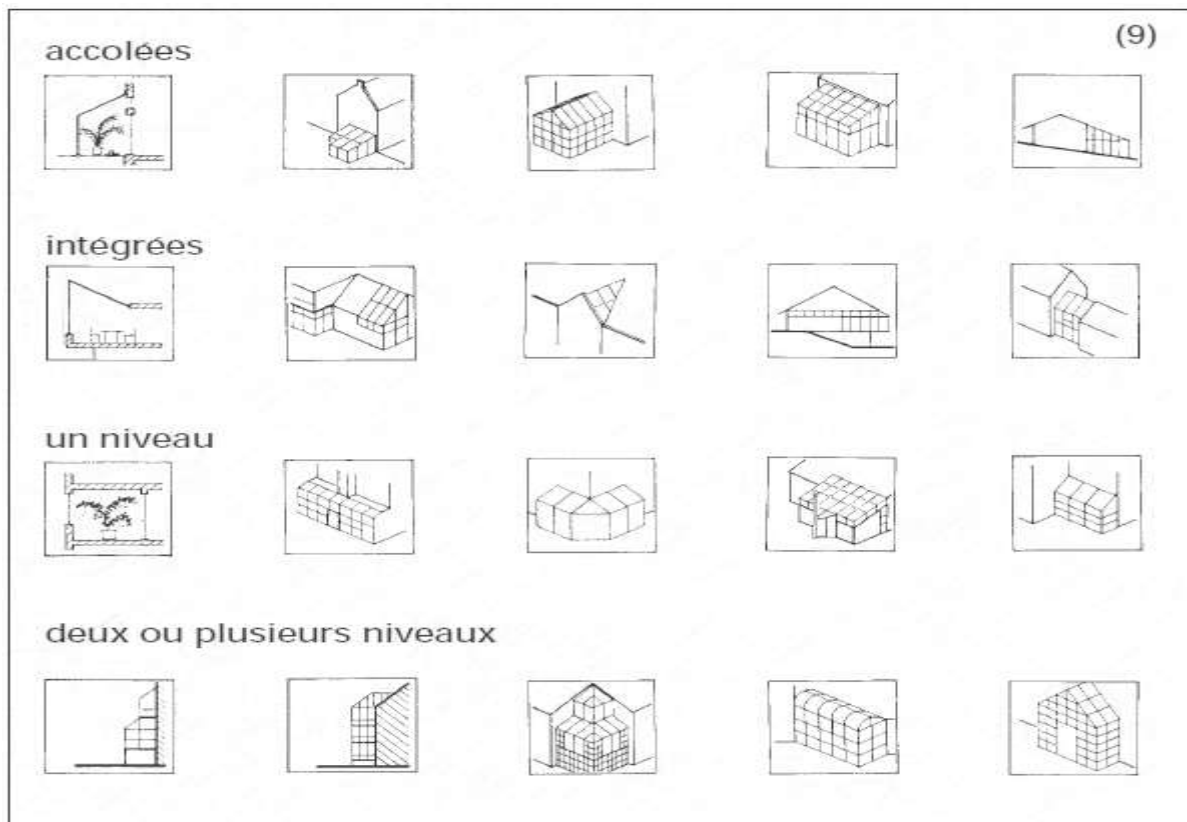 (9)
accolées
intégrées
un niveau
deux ou plusieurs niveaux